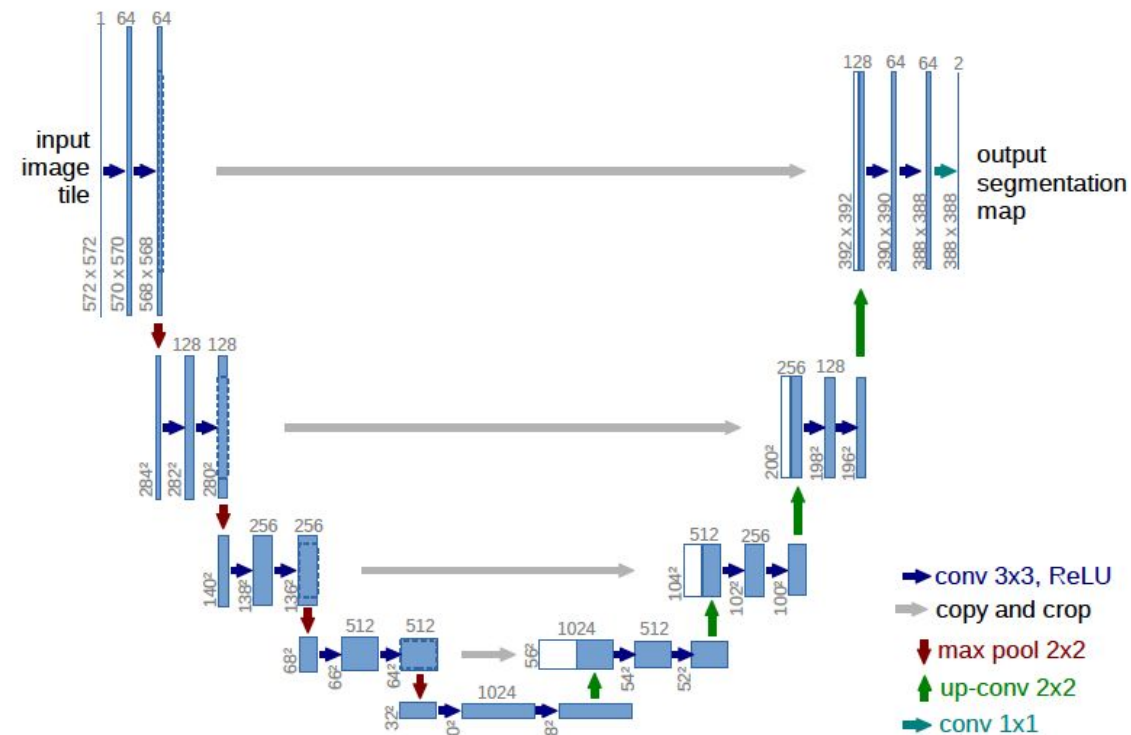 1 64 64
128 64 64 2
input
image
tile
output
segmentation
map
572 x 572
570 x 570
568 x 568
392 x 392
390 x 390
388 x 388
388 x 388
128 128
256 128
284²
282²
280²
200²
198²
196²
256 256
512 256
140²
138²
136²
104²
102²
100²
512 512
1024 512
68²
66²
64²
56²
54²
52²
1024
32²
0²
8²
conv 3x3, ReLU
copy and crop
max pool 2x2
up-conv 2x2
conv 1x1